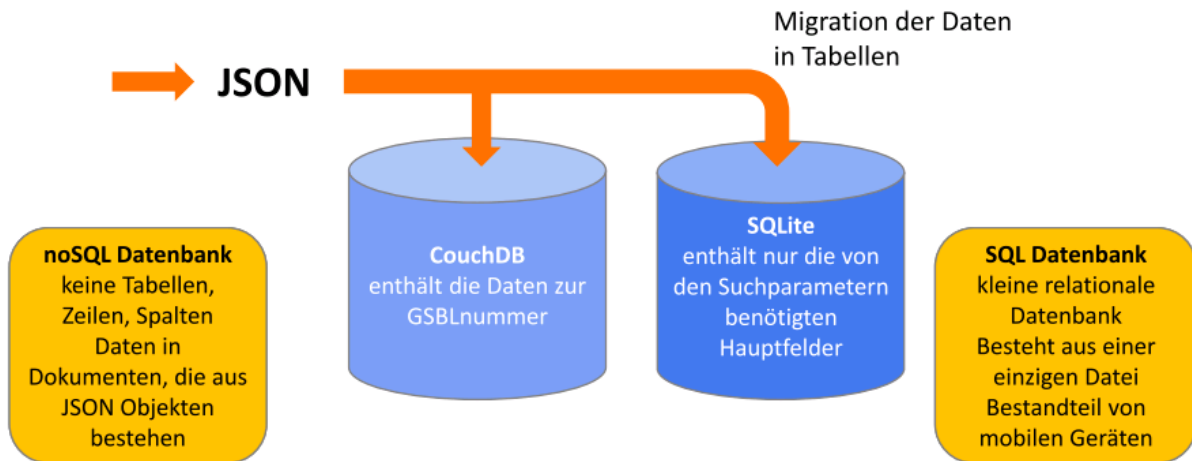 Migration der Daten
in Tabellen
JSON
noSQL Datenbank
keine Tabellen,
Zeilen, Spalten
Daten in
Dokumenten, die aus
JSON Objekten
bestehen
CouchDB
enthält die Daten zur
GSBLnummer
SQLite
enthält nur die von
den Suchparametern
benötigten
Hauptfelder
SQL Datenbank
kleine relationale
Datenbank
Besteht aus einer
einzigen Datei
Bestandteil von
mobilen Geräten